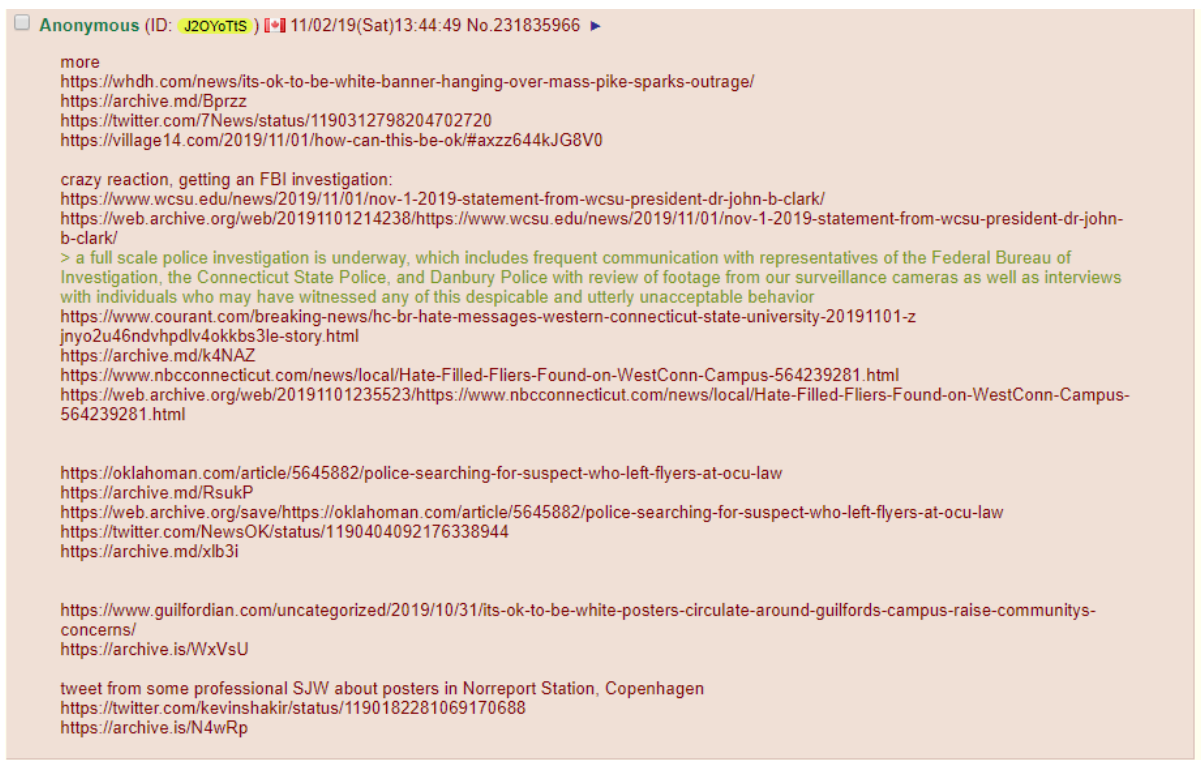 Anonymous (ID: J2OYoTtS) 11/02/19(Sat)13:44:49 No.231835966 ►
more
https://whdh.com/news/its-ok-to-be-white-banner-hanging-over-mass-pike-sparks-outrage/
https://archive.md/Bprzz
https://twitter.com/7News/status/1190312798204702720
https://village14.com/2019/11/01/how-can-this-be-ok/#axzz644kJG8V0
crazy reaction, getting an FBI investigation:
https://www.wcsu.edu/news/2019/11/01/nov-1-2019-statement-from-wcsu-president-dr-john-b-clark/
https://web.archive.org/web/20191101214238/https://www.wcsu.edu/news/2019/11/01/nov-1-2019-statement-from-wcsu-president-dr-john-
b-clark/
> a full scale police investigation is underway, which includes frequent communication with representatives of the Federal Bureau of
Investigation, the Connecticut State Police, and Danbury Police with review of footage from our surveillance cameras as well as interviews
with individuals who may have witnessed any of this despicable and utterly unacceptable behavior
https://www.courant.com/breaking-news/hc-br-hate-messages-western-connecticut-state-university-20191101-z
jnyo2u46ndvhpdlv4okkbs3le-story.html
https://archive.md/k4NAZ
https://www.nbcconnecticut.com/news/local/Hate-Filled-Fliers-Found-on-WestConn-Campus-564239281.html
https://web.archive.org/web/20191101235523/https://www.nbcconnecticut.com/news/local/Hate-Filled-Fliers-Found-on-WestConn-Campus-
564239281.html
https://oklahoman.com/article/5645882/police-searching-for-suspect-who-left-flyers-at-ocu-law
https://archive.md/RsukP
https://web.archive.org/save/https://oklahoman.com/article/5645882/police-searching-for-suspect-who-left-flyers-at-ocu-law
https://twitter.com/NewsOK/status/1190404092176338944
https://archive.md/xlb3i
https://www.guilfordian.com/uncategorized/2019/10/31/its-ok-to-be-white-posters-circulate-around-guilfords-campus-raise-communitys-
concerns/
https://archive.is/WxVsU
tweet from some professional SJW about posters in Norreport Station, Copenhagen
https://twitter.com/kevinshakir/status/1190182281069170688
https://archive.is/N4wRp